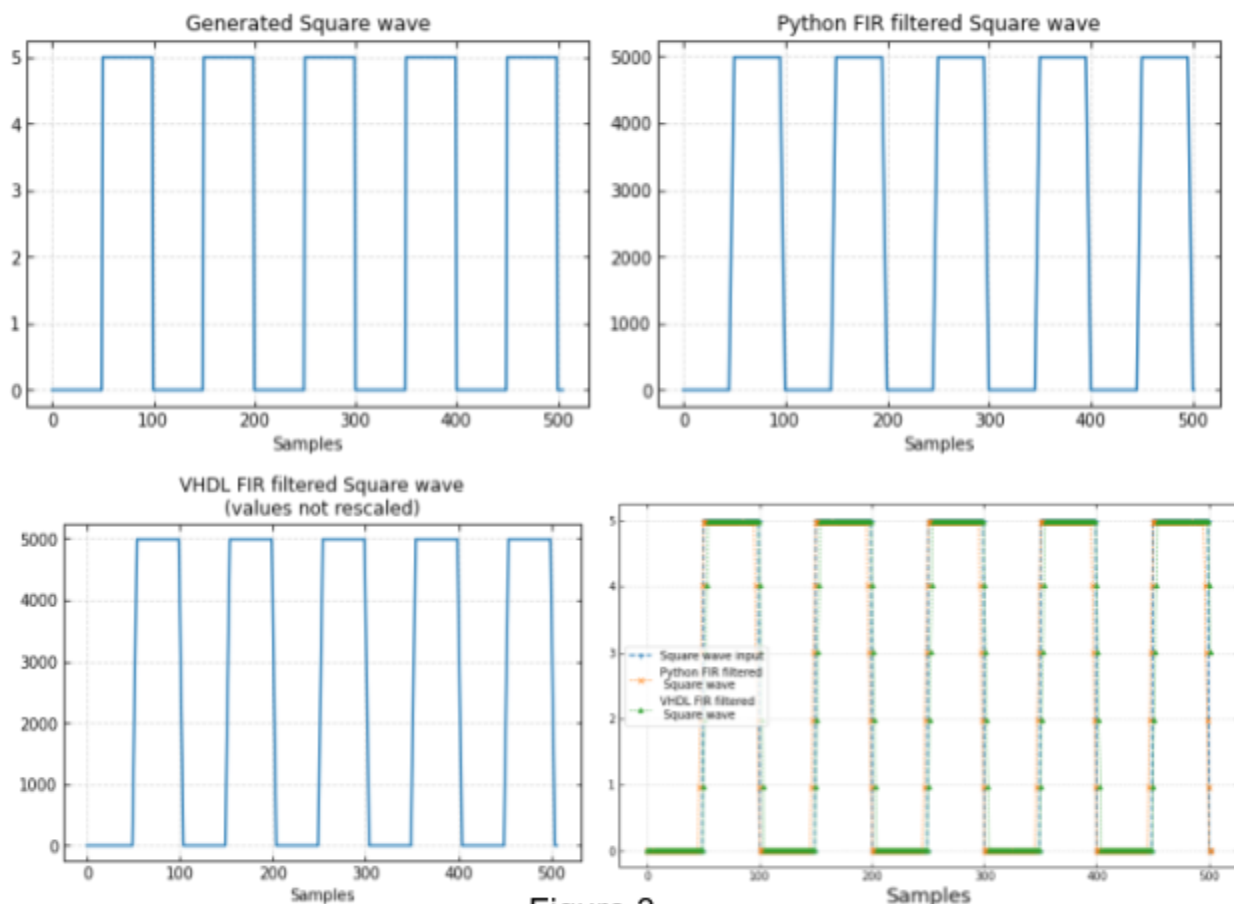 Generated Square wave
5
4
3
2
1
0
0 100 200 300 400 500
Samples
Python FIR filtered Square wave
5000
4000
3000
2000
1000
0
0 100 200 300 400 500
Samples
VHDL FIR filtered Square wave
(values not rescaled)
5000
4000
3000
2000
1000
0
0 100 200 300 400 500
Samples
5
4
3
2
1
0
Square wave input
Python FIR filtered
Square wave
VHDL FIR filtered
Square wave
0 100 200 300 400 500
Samples